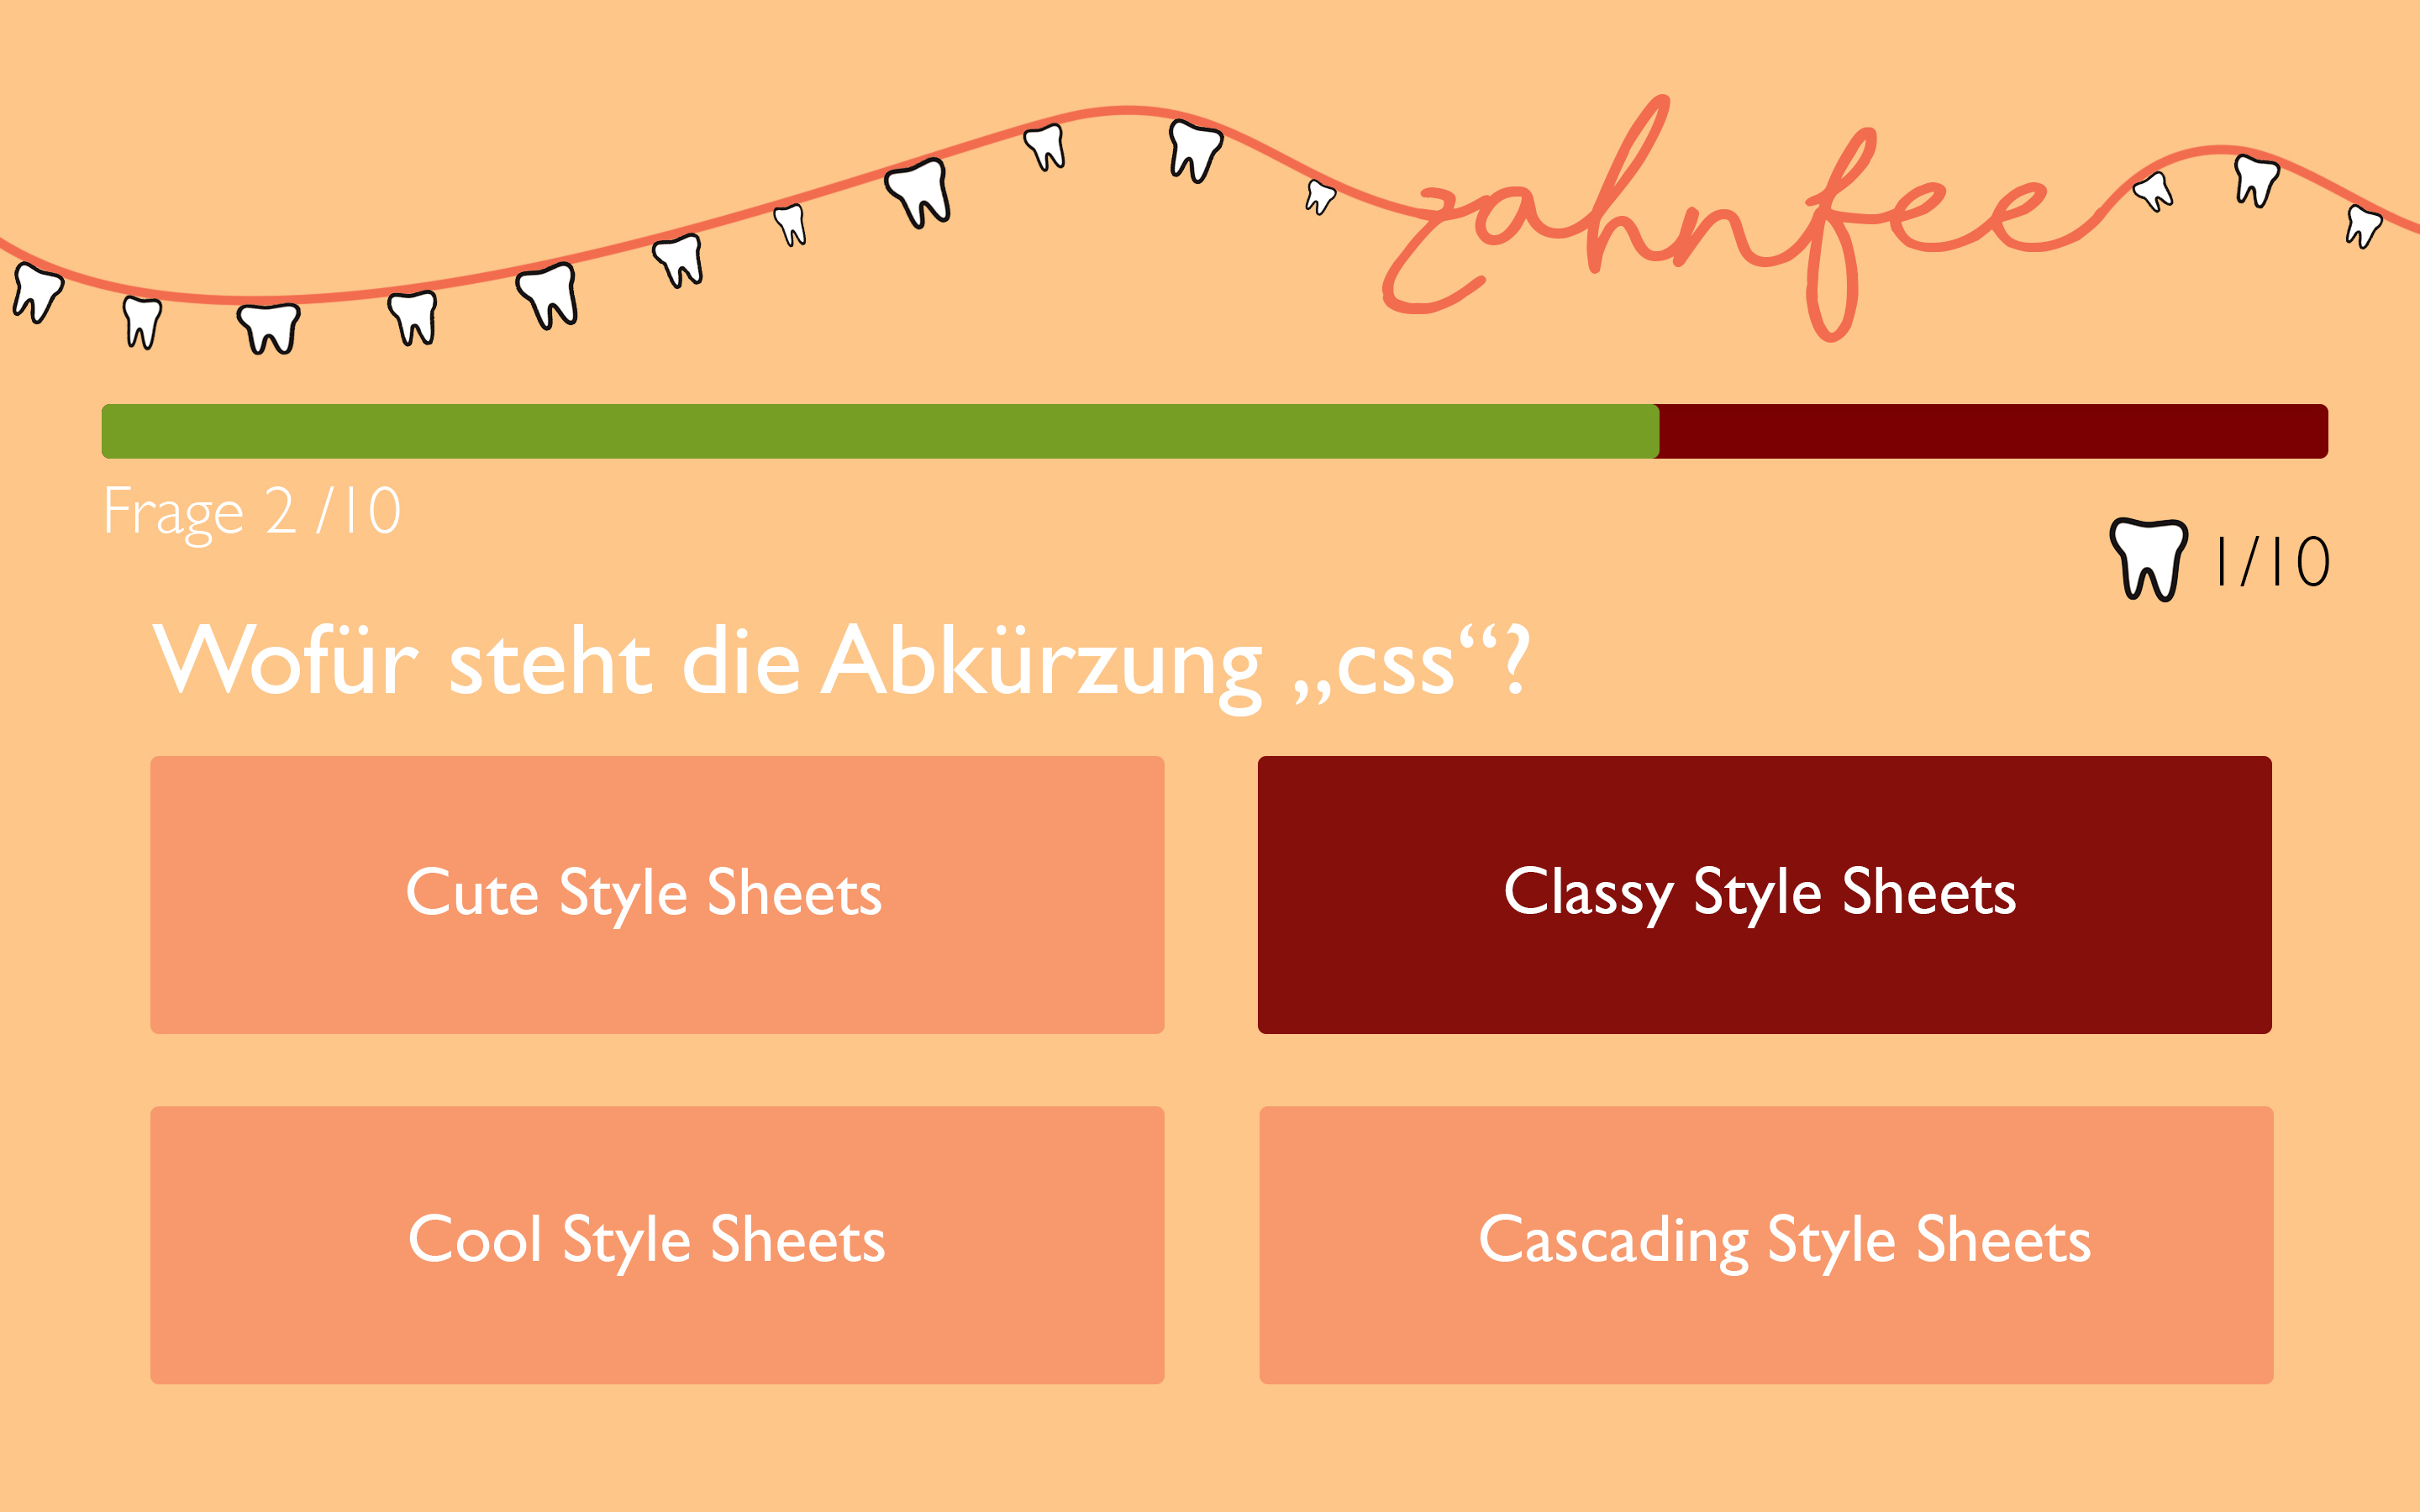 zahnfee
Frage 2 /10
1/10
Wofür steht die Abkürzung „css“?
Cute Style Sheets
Classy Style Sheets
Cool Style Sheets
Cascading Style Sheets